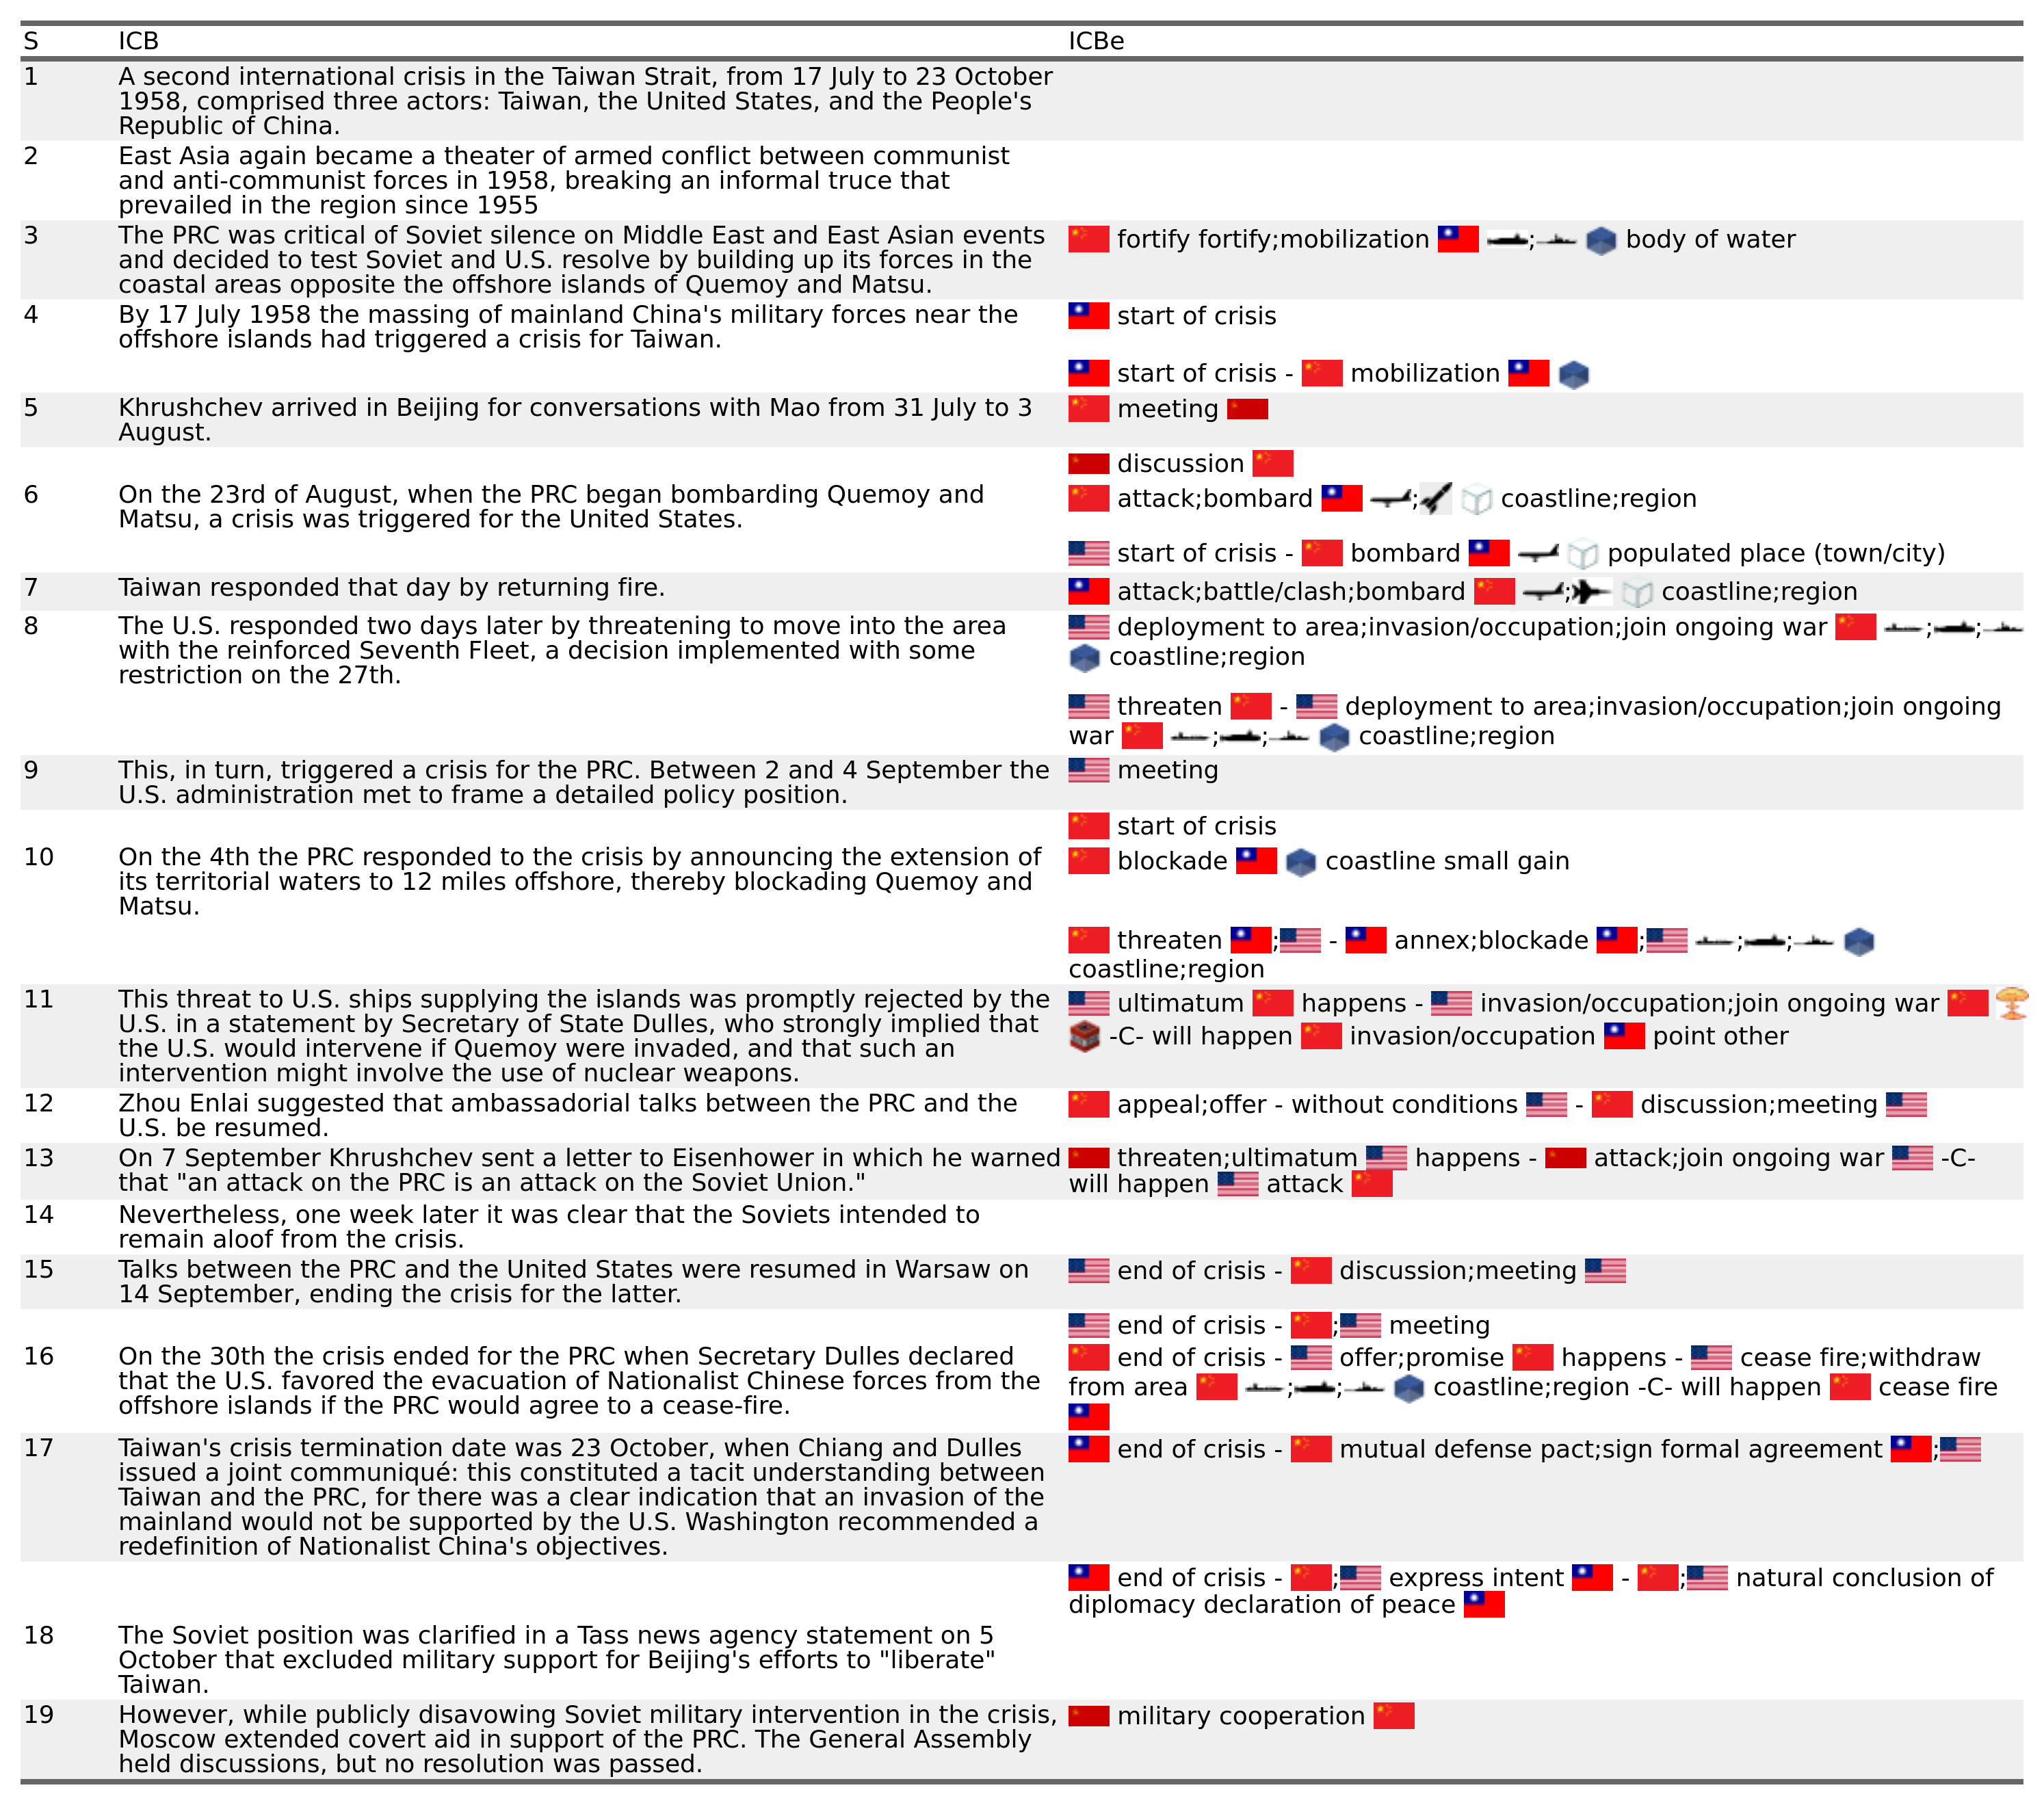 S ICB ICBe
1 A second international crisis in the Taiwan Strait, from 17 July to 23 October
1958, comprised three actors: Taiwan, the United States, and the People's
Republic of China.
2 East Asia again became a theater of armed conflict between communist
and anti-communist forces in 1958, breaking an informal truce that
prevailed in the region since 1955
3 The PRC was critical of Soviet silence on Middle East and East Asian events
and decided to test Soviet and U.S. resolve by building up its forces in the
coastal areas opposite the offshore islands of Quemoy and Matsu.
fortify fortify;mobilization ; body of water
4 By 17 July 1958 the massing of mainland China's military forces near the
offshore islands had triggered a crisis for Taiwan.
start of crisis
start of crisis - mobilization
5 Khrushchev arrived in Beijing for conversations with Mao from 31 July to 3
August.
meeting
discussion
6 On the 23rd of August, when the PRC began bombarding Quemoy and
Matsu, a crisis was triggered for the United States.
attack;bombard ; coastline;region
start of crisis - bombard populated place (town/city)
7 Taiwan responded that day by returning fire.
attack;battle/clash;bombard ; coastline;region
8 The U.S. responded two days later by threatening to move into the area
with the reinforced Seventh Fleet, a decision implemented with some
restriction on the 27th.
deployment to area;invasion/occupation;join ongoing war ; ;
coastline;region
threaten - deployment to area;invasion/occupation;join ongoing
war ; ; coastline;region
9 This, in turn, triggered a crisis for the PRC. Between 2 and 4 September the
U.S. administration met to frame a detailed policy position.
meeting
start of crisis
10 On the 4th the PRC responded to the crisis by announcing the extension of
its territorial waters to 12 miles offshore, thereby blockading Quemoy and
Matsu.
blockade coastline small gain
threaten ; - annex;blockade ; ; ;
coastline;region
11 This threat to U.S. ships supplying the islands was promptly rejected by the
U.S. in a statement by Secretary of State Dulles, who strongly implied that
the U.S. would intervene if Quemoy were invaded, and that such an
intervention might involve the use of nuclear weapons.
ultimatum happens - invasion/occupation;join ongoing war
-C- will happen invasion/occupation point other
12 Zhou Enlai suggested that ambassadorial talks between the PRC and the
U.S. be resumed.
appeal;offer - without conditions - discussion;meeting
13 On 7 September Khrushchev sent a letter to Eisenhower in which he warned
that "an attack on the PRC is an attack on the Soviet Union."
threaten;ultimatum happens - attack;join ongoing war -C-
will happen attack
14 Nevertheless, one week later it was clear that the Soviets intended to
remain aloof from the crisis.
15 Talks between the PRC and the United States were resumed in Warsaw on
14 September, ending the crisis for the latter.
end of crisis - discussion;meeting
end of crisis - ; meeting
16 On the 30th the crisis ended for the PRC when Secretary Dulles declared
that the U.S. favored the evacuation of Nationalist Chinese forces from the
offshore islands if the PRC would agree to a cease-fire.
end of crisis - offer;promise happens - cease fire;withdraw
from area ; ; coastline;region -C- will happen cease fire
17 Taiwan's crisis termination date was 23 October, when Chiang and Dulles
issued a joint communiqué: this constituted a tacit understanding between
Taiwan and the PRC, for there was a clear indication that an invasion of the
mainland would not be supported by the U.S. Washington recommended a
redefinition of Nationalist China's objectives.
end of crisis - mutual defense pact;sign formal agreement ;
end of crisis - ; express intent - ; natural conclusion of
diplomacy declaration of peace
18 The Soviet position was clarified in a Tass news agency statement on 5
October that excluded military support for Beijing's efforts to "liberate"
Taiwan.
19 However, while publicly disavowing Soviet military intervention in the crisis,
Moscow extended covert aid in support of the PRC. The General Assembly
held discussions, but no resolution was passed.
military cooperation